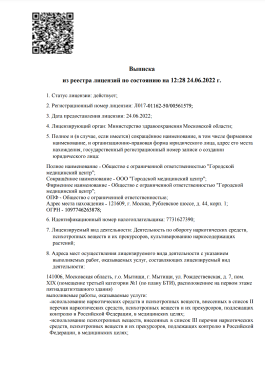 Выписка
из реестра лицензий по состоянию на 12:28 24.06.2022 г.
1. Статус лицензии: действует;
2. Регистрационный номер лицензии: Л017-01162-50/00561579;
3. Дата предоставления лицензии: 24.06.2022;
4. Лицензирующий орган: Министерство здравоохранения Московской области;
5. Полное и (в случае, если имеется) сокращённое наименование, в том числе фирменное
наименование, и организационно-правовая форма юридического лица, адрес его места
нахождения, государственный регистрационный номер записи о создании
юридического лица:
Полное наименование - Общество с ограниченной ответственностью "Городской
медицинский центр";
Сокращённое наименование - ООО "Городской медицинский центр";
Фирменное наименование - Общество с ограниченной ответственностью "Городской
медицинский центр";
ОПФ - Общество с ограниченной ответственностью;
Адрес места нахождения - 121609, г. Москва, Рублевское шоссе, д. 44, корп. 1;
ОГРН - 1097746265078;
6. Идентификационный номер налогоплательщика: 7731627390;
7. Лицензируемый вид деятельности: Деятельность по обороту наркотических средств,
психотропных веществ и их прекурсоров, культивированию наркосодержащих
растений;
8. Адреса мест осуществления лицензируемого вида деятельности с указанием
выполняемых работ, оказываемых услуг, составляющих лицензируемый вид
деятельности:
141006, Московская область, г.о. Мытищи, г. Мытищи, ул. Рождественская, д. 7, пом.
XIX (помещение третьей категории №1 (по плану БТИ), расположенное на первом этаже
пятнадцатиэтажного здания)
выполняемые работы, оказываемые услуги:
-использование наркотических средств и психотропных веществ, внесенных в список II
перечня наркотических средств, психотропных веществ и их прекурсоров, подлежащих
контролю в Российской Федерации, в медицинских целях;
-использование психотропных веществ, внесенных в список III перечня наркотических
средств, психотропных веществ и их прекурсоров, подлежащих контролю в Российской
Федерации, в медицинских целях;